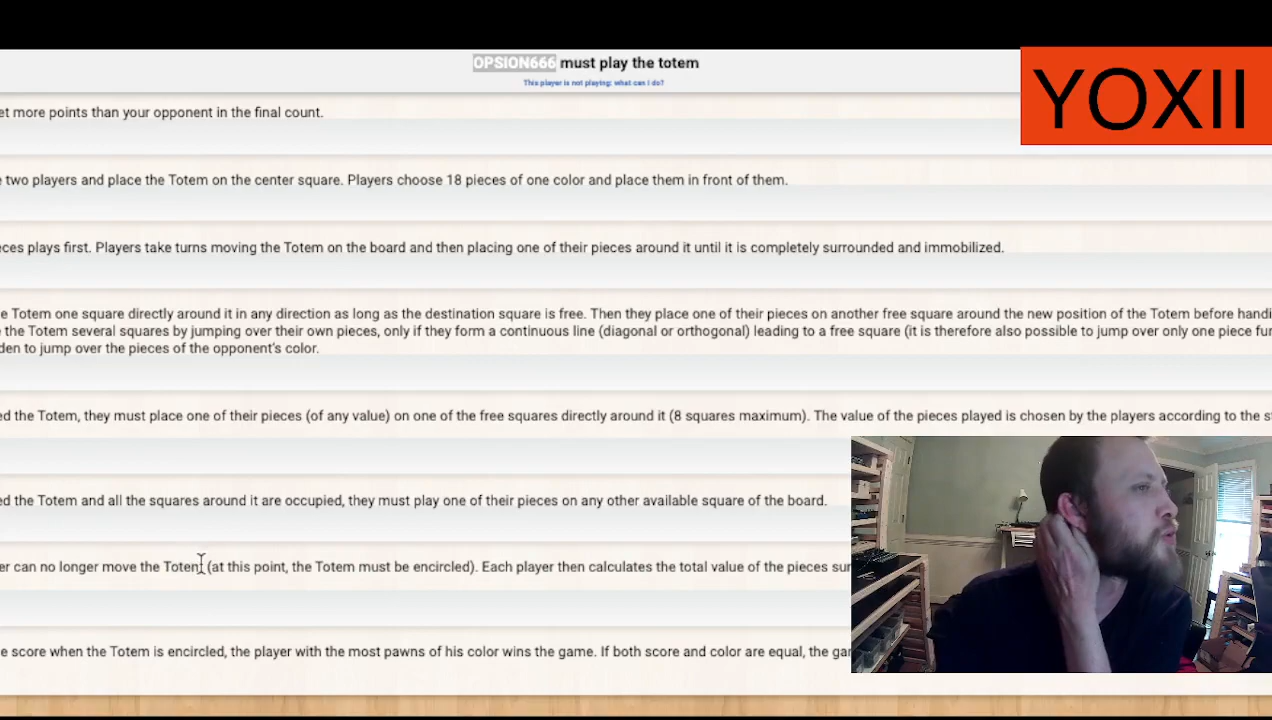 OPSION666 must play the totem
This player is not playing: what can I do?
YOXII
et more points than your opponent in the final count.
two players and place the Totem on the center square. Players choose 18 pieces of one color and place them in front of them.
eces plays first. Players take turns moving the Totem on the board and then placing one of their pieces around it until it is completely surrounded and immobilized.
e Totem one square directly around it in any direction as long as the destination square is free. Then they place one of their pieces on another free square around the new position of the Totem before handi
the Totem several squares by jumping over their own pieces, only if they form a continuous line (diagonal or orthogonal) leading to a free square (it is therefore also possible to jump over only one piece fur
den to jump over the pieces of the opponent's color.
ed the Totem, they must place one of their pieces (of any value) on one of the free squares directly around it (8 squares maximum). The value of the pieces played is chosen by the players according to the s
ed the Totem and all the squares around it are occupied, they must play one of their pieces on any other available square of the board.
er can no longer move the Totem (at this point, the Totem must be encircled). Each player then calculates the total value of the pieces sur
e score when the Totem is encircled, the player with the most pawns of his color wins the game. If both score and color are equal, the gar